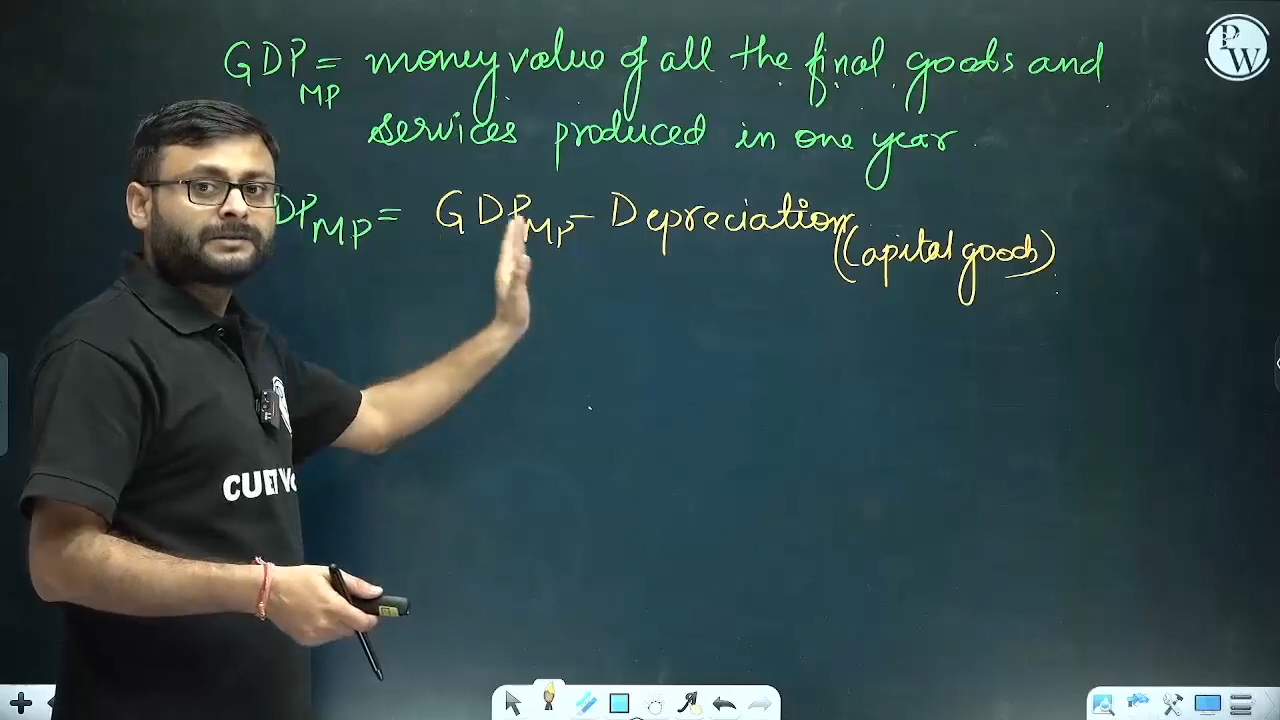 GDP MP = money value of all the final goods and
services produced in one year
DP MP = GDP MP - Depreciation
(Capital goods)
PW